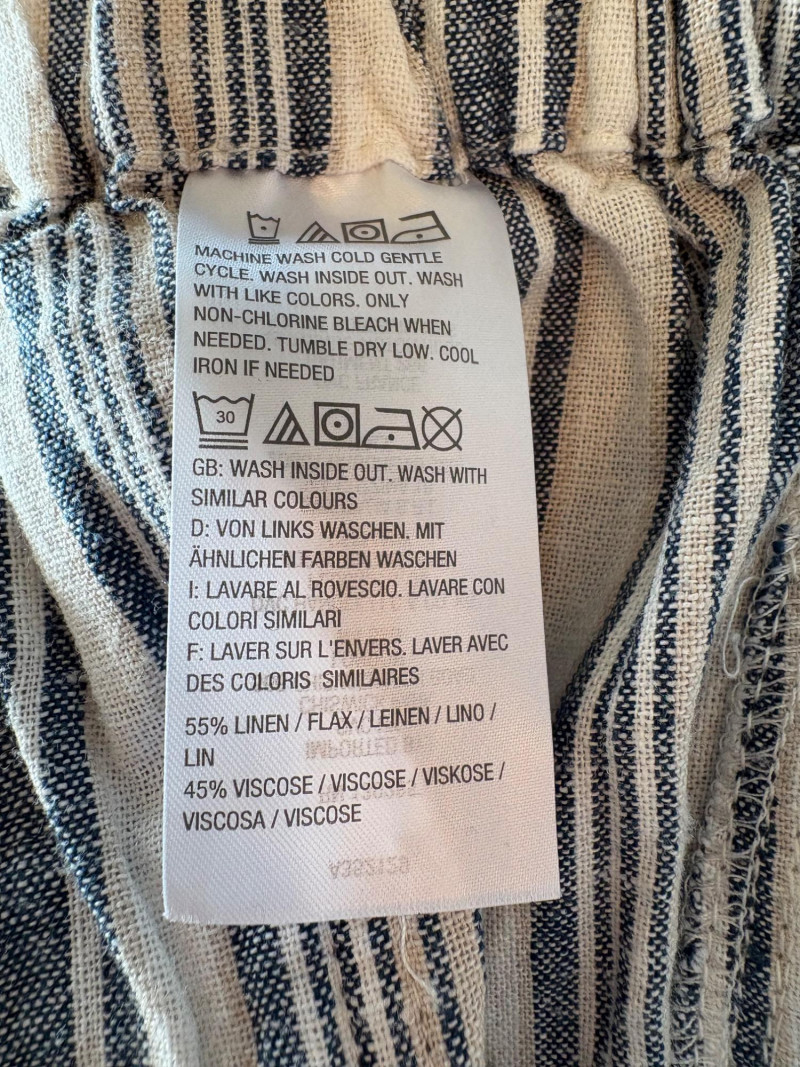 MACHINE WASH COLD GENTLE
CYCLE. WASH INSIDE OUT. WASH
WITH LIKE COLORS. ONLY
NON-CHLORINE BLEACH WHEN
NEEDED. TUMBLE DRY LOW. COOL
IRON IF NEEDED
30
GB: WASH INSIDE OUT. WASH WITH
SIMILAR COLOURS
D: VON LINKS WASCHEN. MIT
ÄHNLICHEN FARBEN WASCHEN
I: LAVARE AL ROVESCIO. LAVARE CON
COLORI SIMILARI
F: LAVER SUR L'ENVERS. LAVER AVEC
DES COLORIS SIMILAIRES
55% LINEN / FLAX / LEINEN / LINO /
LIN
45% VISCOSE / VISCOSE / VISKOSE /
VISCOSA / VISCOSE